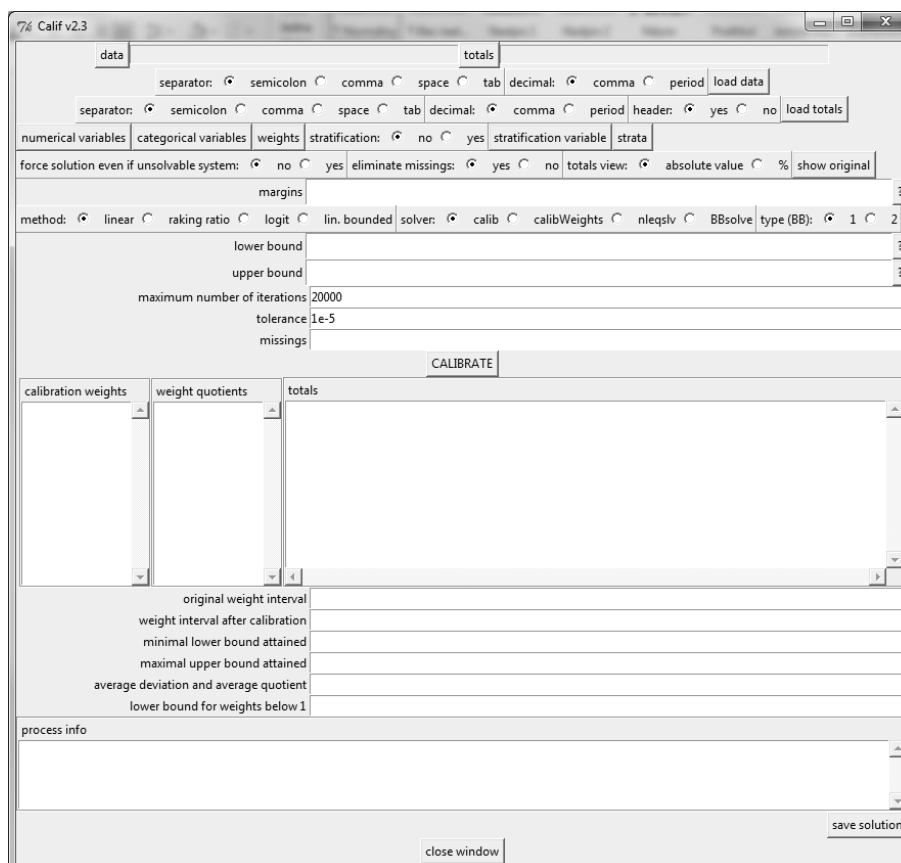 Calif v2.3
data totals
separator: semicolon comma space tab decimal: comma period load data
separator: semicolon comma space tab decimal: comma period header: yes no load totals
numerical variables categorical variables weights stratification: no yes stratification variable strata
force solution even if unsolvable system: no yes eliminate missings: yes no totals view: absolute value % show original
margins ?
method: linear raking ratio logit lin. bounded solver: calib calibWeights nleqslv BBsolve type (BB): 1 2
lower bound ?
upper bound ?
maximum number of iterations 20000
tolerance 1e-5
missings
CALIBRATE
calibration weights weight quotients totals
original weight interval
weight interval after calibration
minimal lower bound attained
maximal upper bound attained
average deviation and average quotient
lower bound for weights below 1
process info
save solution
close window